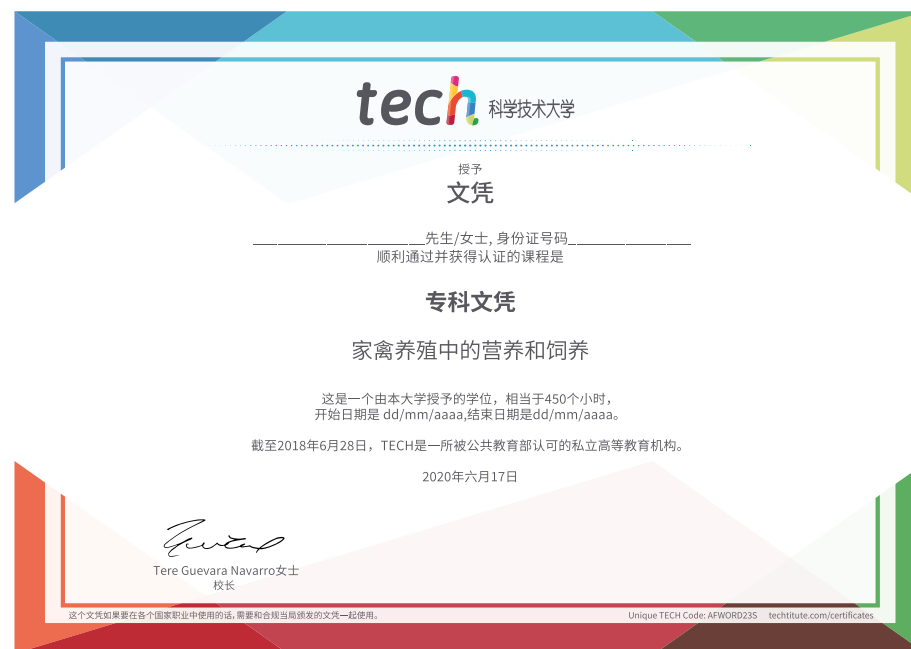 tech 科学技术大学
授予
文凭
______________________先生/女士, 身份证号码________________
顺利通过并获得认证的课程是
专科文凭
家禽养殖中的营养和饲养
这是一个由本大学授予的学位，相当于450个小时，
开始日期是 dd/mm/aaaa,结束日期是dd/mm/aaaa。
截至2018年6月28日，TECH是一所被公共教育部认可的私立高等教育机构。
2020年六月17日
Tere Guevara Navarro女士
校长
这个文凭如果要在各个国家职业中使用的话,需要和合规当局颁发的文凭一起使用。
Unique TECH Code: AFWORD23S techtitute.com/certificates